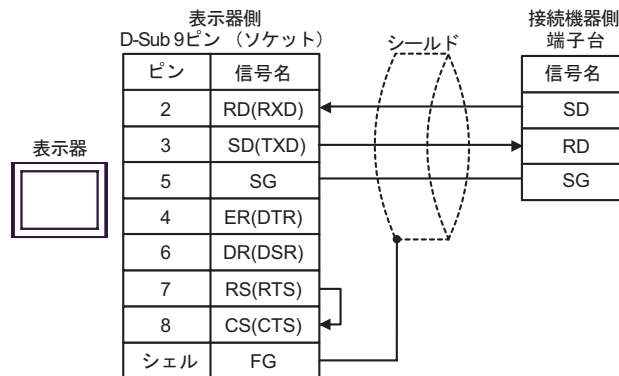 表示器側
D-Sub 9ピン （ソケット）
シールド
接続機器側
端子台
ピン 信号名
信号名
2 RD(RXD)
SD
3 SD(TXD)
RD
5 SG
SG
表示器
4 ER(DTR)
6 DR(DSR)
7 RS(RTS)
8 CS(CTS)
シェル FG